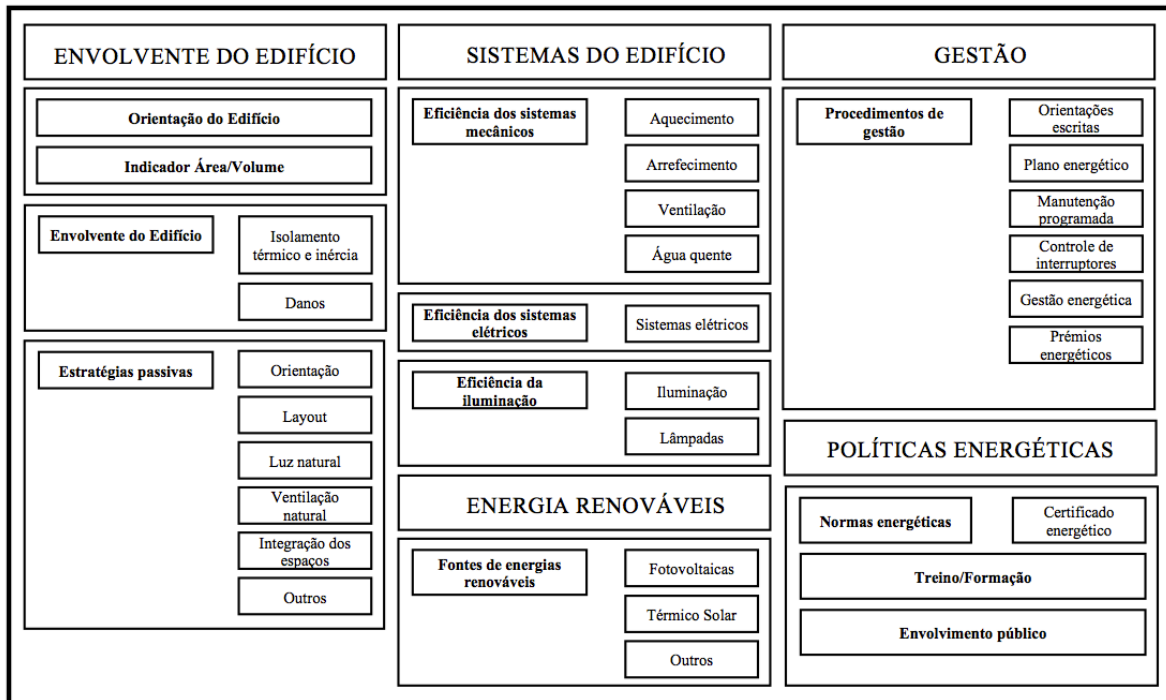 ENVOLVENTE DO EDIFÍCIO
Orientação do Edifício
Indicador Área/Volume
Envolvente do Edifício
Isolamento
térmico e inércia
Danos
Estratégias passivas
Orientação
Layout
Luz natural
Ventilação
natural
Integração dos
espaços
Outros
SISTEMAS DO EDIFÍCIO
Eficiência dos sistemas
mecânicos
Aquecimento
Arrefecimento
Ventilação
Água quente
Eficiência dos sistemas
elétricos
Sistemas elétricos
Eficiência da
iluminação
Iluminação
Lâmpadas
ENERGIA RENOVÁVEIS
Fontes de energias
renováveis
Fotovoltaicas
Térmico Solar
Outros
GESTÃO
Procedimentos de
gestão
Orientações
escritas
Plano energético
Manutenção
programada
Controle de
interruptores
Gestão energética
Prémios
energéticos
POLÍTICAS ENERGÉTICAS
Normas energéticas
Certificado
energético
Treino/Formação
Envolvimento público